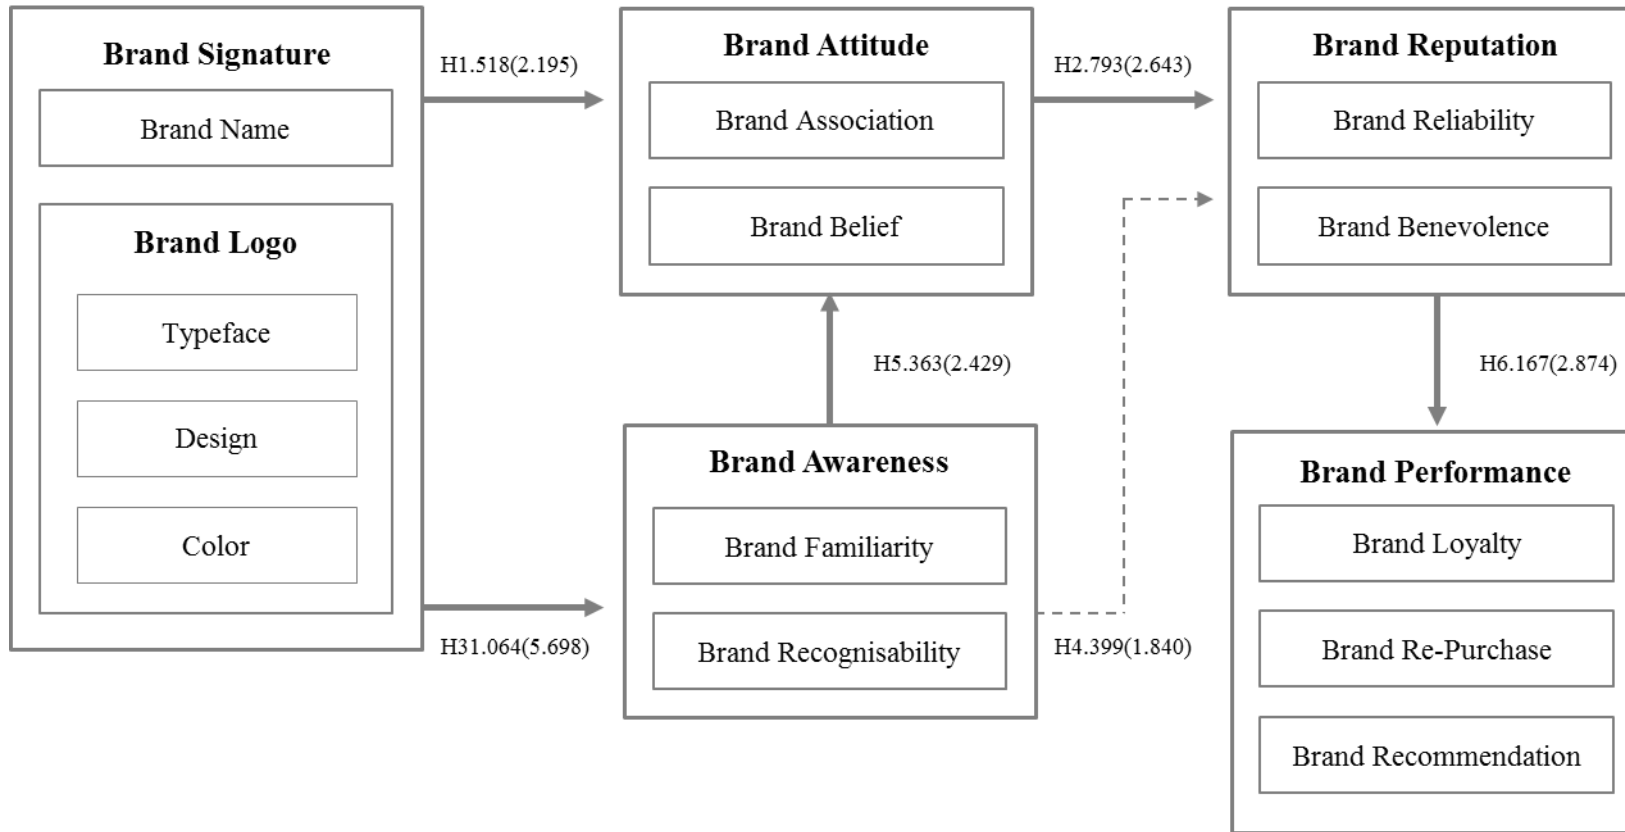 Brand Signature
Brand Name
Brand Logo
Typeface
Design
Color
H1.518(2.195)
H31.064(5.698)
Brand Attitude
Brand Association
Brand Belief
H5.363(2.429)
Brand Awareness
Brand Familiarity
Brand Recognisability
H2.793(2.643)
H4.399(1.840)
Brand Reputation
Brand Reliability
Brand Benevolence
H6.167(2.874)
Brand Performance
Brand Loyalty
Brand Re-Purchase
Brand Recommendation